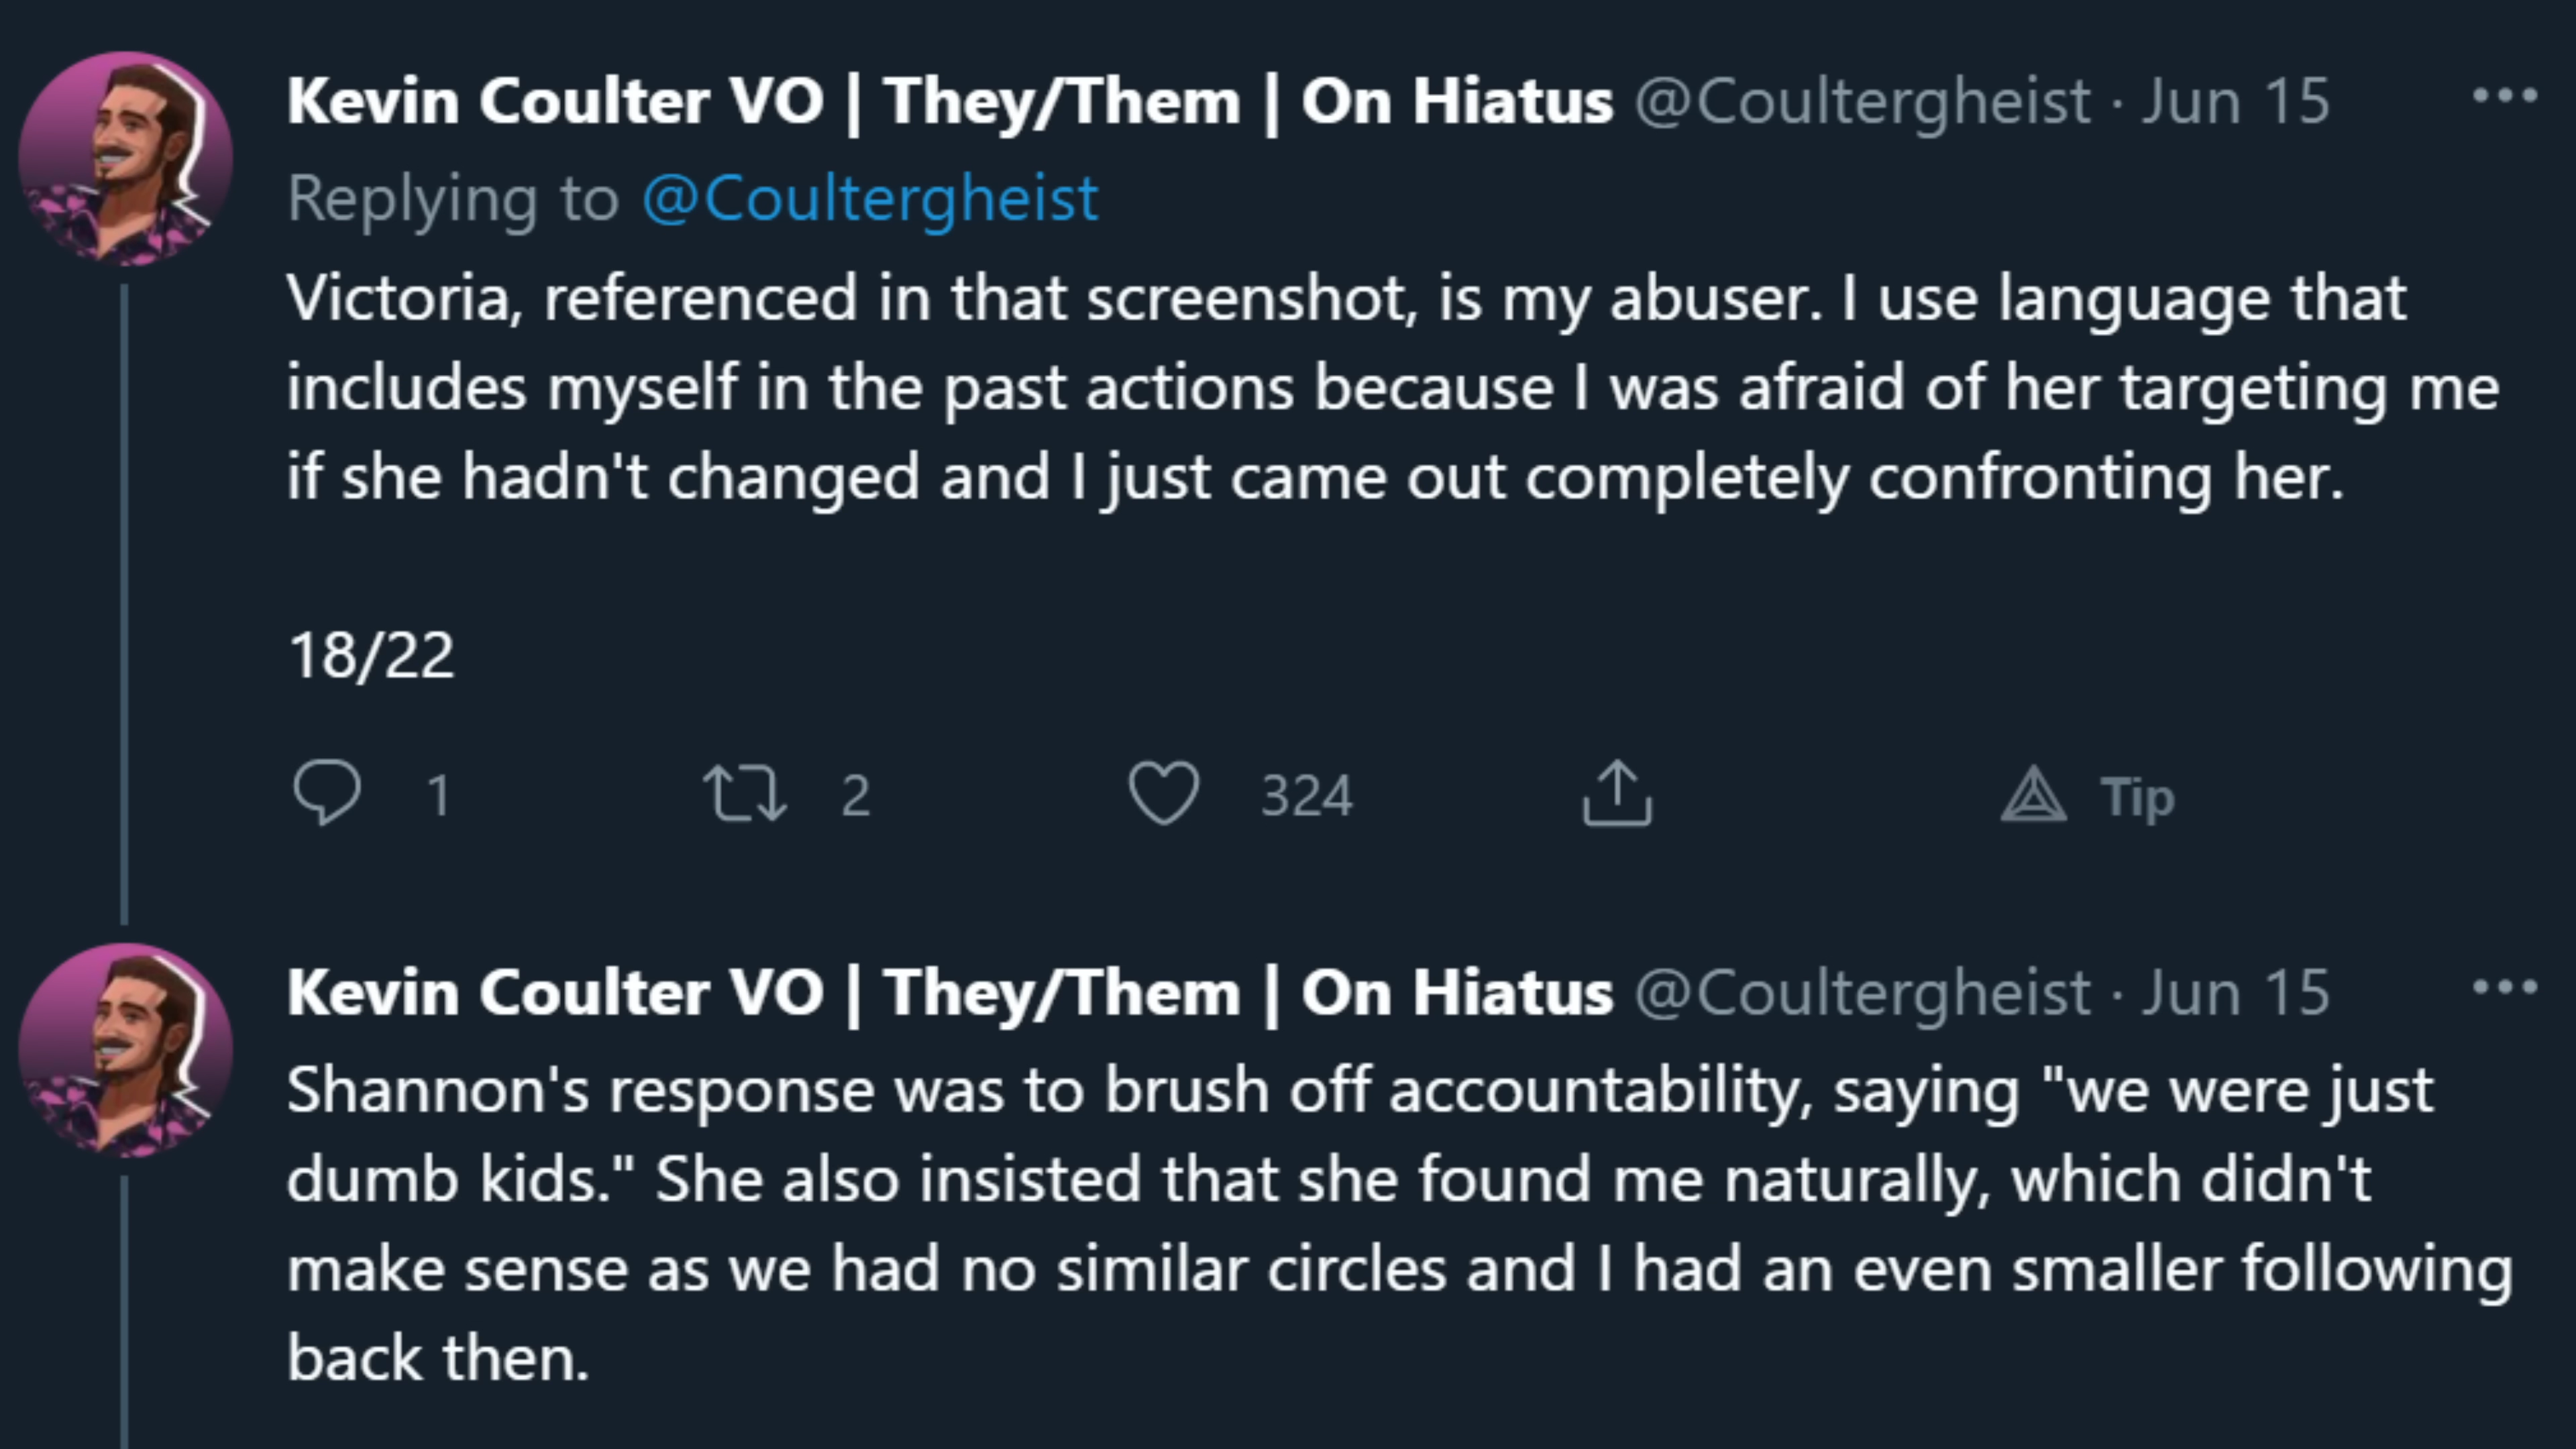 Kevin Coulter VO | They/Them | On Hiatus @Coultergheist · Jun 15
Replying to @Coultergheist
Victoria, referenced in that screenshot, is my abuser. I use language that
includes myself in the past actions because I was afraid of her targeting me
if she hadn't changed and I just came out completely confronting her.
18/22
1 2 324 Tip
Kevin Coulter VO | They/Them | On Hiatus @Coultergheist · Jun 15
Shannon's response was to brush off accountability, saying "we were just
dumb kids." She also insisted that she found me naturally, which didn't
make sense as we had no similar circles and I had an even smaller following
back then.